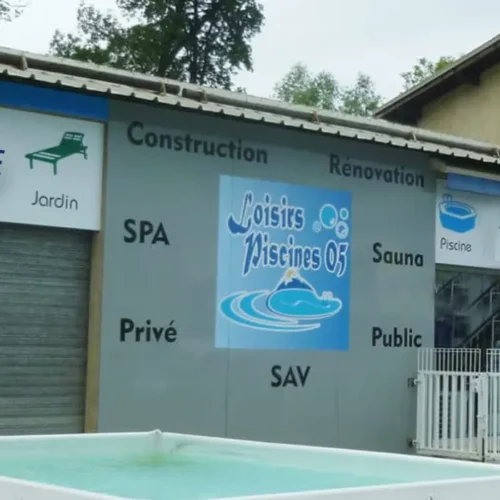 Construction
Rénovation
Jardin
SPA
Loisirs
Piscines 05
Sauna
Piscine
Privé
Public
SAV